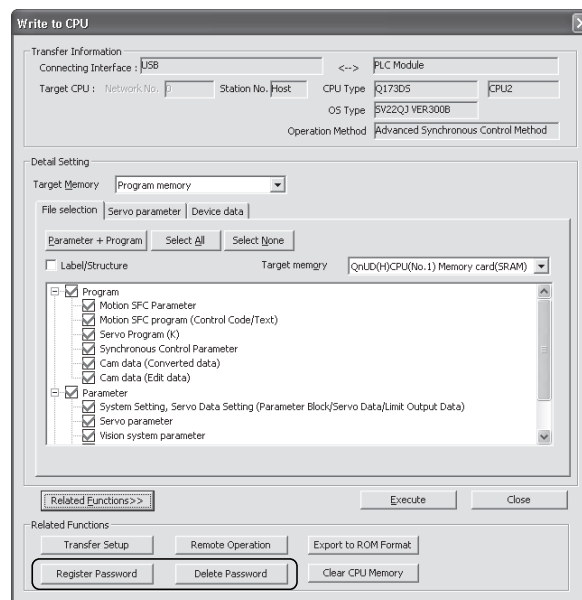 Write to CPU
Transfer Information
Connecting Interface : USB <--> PLC Module
Target CPU : Network No. 0 Station No. Host CPU Type Q173DS CPU2
OS Type SV22QJ VER300B
Operation Method Advanced Synchronous Control Method
Detail Setting
Target Memory Program memory
File selection Servo parameter Device data
Parameter + Program Select All Select None
Label/Structure Target memory QnUD(H)CPU(No.1) Memory card(SRAM)
Program
Motion SFC Parameter
Motion SFC program (Control Code/Text)
Servo Program (K)
Synchronous Control Parameter
Cam data (Converted data)
Cam data (Edit data)
Parameter
System Setting, Servo Data Setting (Parameter Block/Servo Data/Limit Output Data)
Servo parameter
Vision system parameter
Related Functions>> Execute Close
Related Functions
Transfer Setup Remote Operation Export to ROM Format
Register Password Delete Password Clear CPU Memory